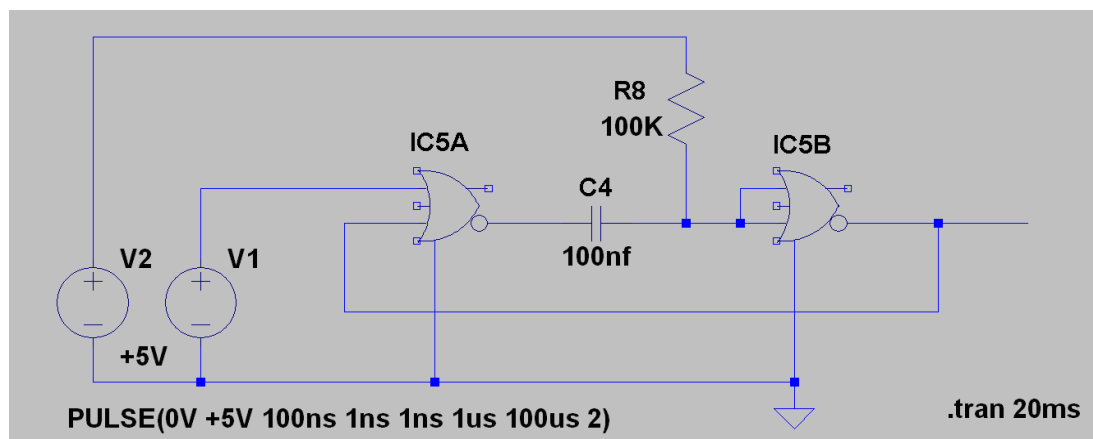 R8
100K
IC5A
IC5B
C4
100nf
V2
V1
+5V
PULSE(0V +5V 100ns 1ns 1ns 1us 100us 2)
.tran 20ms